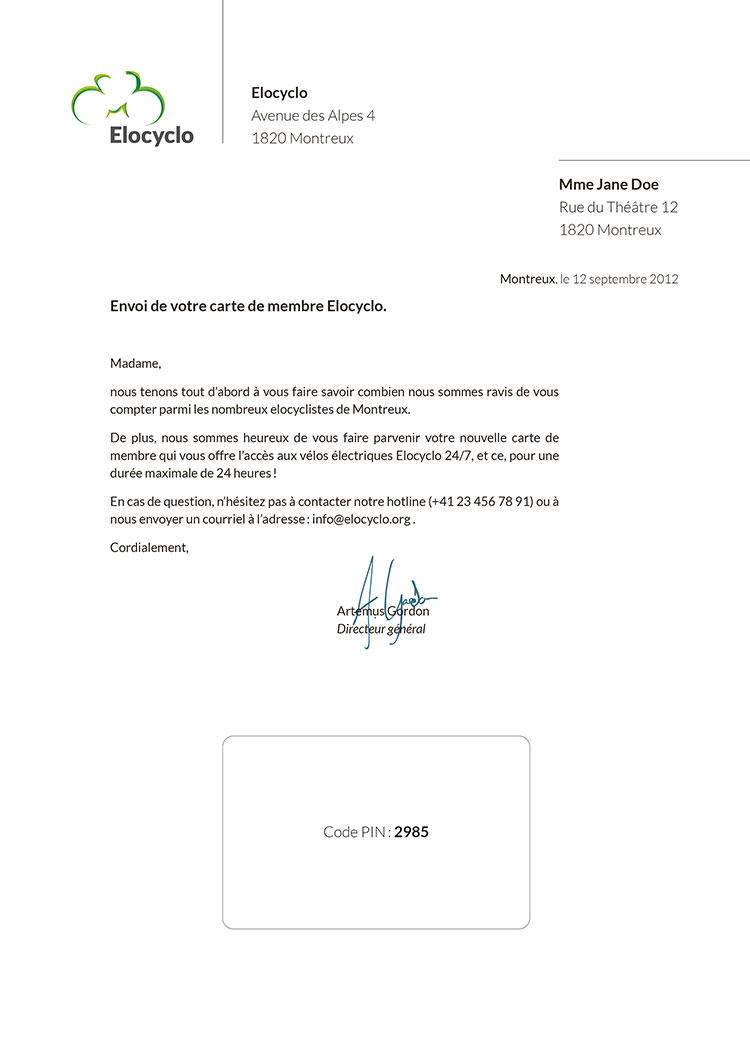 Elocyclo
Elocyclo
Avenue des Alpes 4
1820 Montreux
Mme Jane Doe
Rue du Théâtre 12
1820 Montreux
Montreux, le 12 septembre 2012
Envoi de votre carte de membre Elocyclo.
Madame,
nous tenons tout d’abord à vous faire savoir combien nous sommes ravis de vous
compter parmi les nombreux elocyclistes de Montreux.
De plus, nous sommes heureux de vous faire parvenir votre nouvelle carte de
membre qui vous offre l’accès aux vélos électriques Elocyclo 24/7, et ce, pour une
durée maximale de 24 heures !
En cas de question, n’hésitez pas à contacter notre hotline (+41 23 456 78 91) ou à
nous envoyer un courriel à l’adresse : info@elocyclo.org .
Cordialement,
Artemus Gordon
Directeur général
Code PIN : 2985